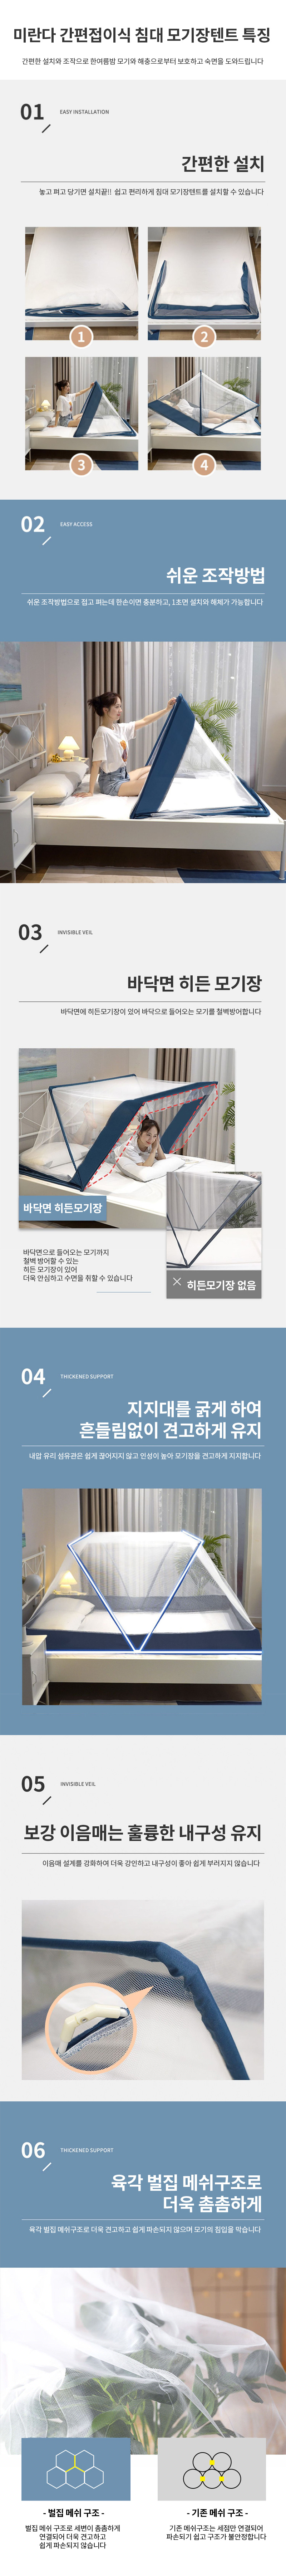 미란다 간편접이식 침대 모기장텐트 특징
간편한 설치와 조작으로 한여름밤 모기와 해충으로부터 보호하고 숙면을 도와드립니다
01
EASY INSTALLATION
간편한 설치
놓고 펴고 당기면 설치끝!! 쉽고 편리하게 침대 모기장텐트를 설치할 수 있습니다
1
2
3
4
02
EASY ACCESS
쉬운 조작방법
쉬운 조작방법으로 접고 펴는데 한손이면 충분하고, 1초면 설치와 해체가 가능합니다
03
INVISIBLE VEIL
바닥면 히든 모기장
바닥면에 히든모기장이 있어 바닥으로 들어오는 모기를 철벽방어합니다
바닥면 히든모기장
히든모기장 없음
바닥면으로 들어오는 모기까지
철벽 방어할 수 있는
히든 모기장이 있어
더욱 안심하고 수면을 취할 수 있습니다
04
THICKENED SUPPORT
지지대를 굵게 하여
흔들림없이 견고하게 유지
내압 유리 섬유관은 쉽게 끊어지지 않고 인성이 높아 모기장을 견고하게 지지합니다
05
INVISIBLE VEIL
보강 이음매는 훌륭한 내구성 유지
이음매 설계를 강화하여 더욱 강인하고 내구성이 좋아 쉽게 부러지지 않습니다
06
THICKENED SUPPORT
육각 벌집 메쉬구조로
더욱 촘촘하게
육각 벌집 메쉬구조로 더욱 견고하고 쉽게 파손되지 않으며 모기의 침입을 막습니다
- 벌집 메쉬 구조 -
벌집 메쉬 구조로 세변이 촘촘하게
연결되어 더욱 견고하고
쉽게 파손되지 않습니다
- 기존 메쉬 구조 -
기존 메쉬구조는 세점만 연결되어
파손되기 쉽고 구조가 불안정합니다